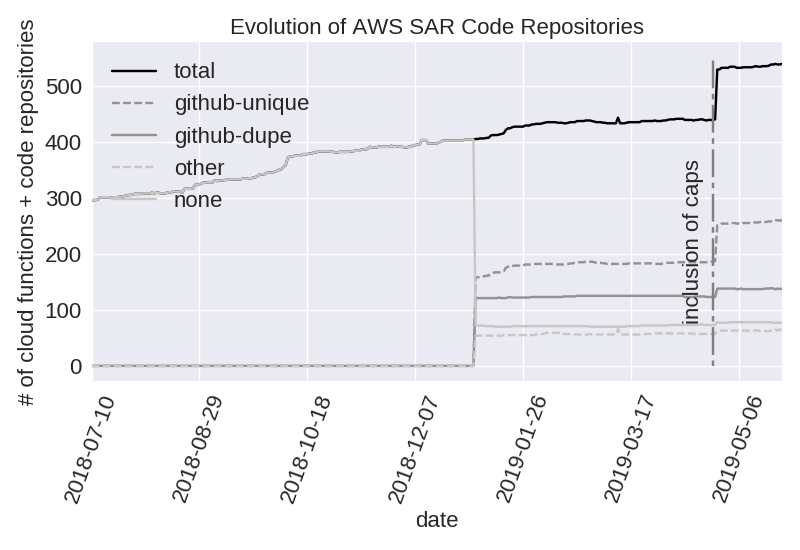 Evolution of AWS SAR Code Repositories
# of cloud functions + code repositories
500
400
300
200
100
0
total
github-unique
github-dupe
other
none
inclusion of caps
2018-07-10
2018-08-29
2018-10-18
2018-12-07
2019-01-26
2019-03-17
2019-05-06
date